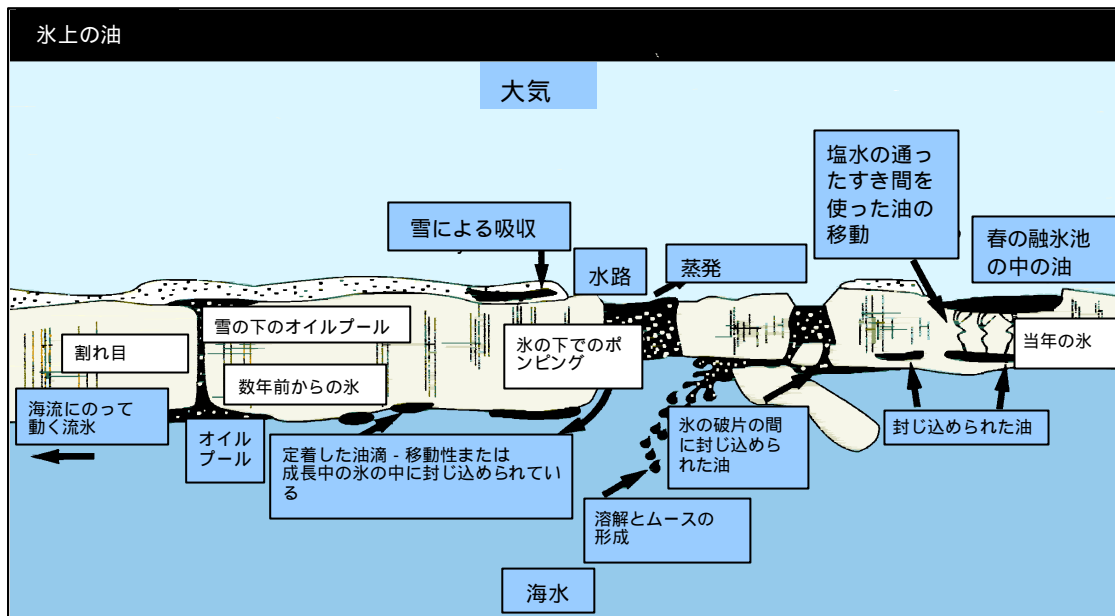 氷上の油
大気
塩水の通っ
たすき間を
使った油の
移動
雪による吸収
春の融氷池
の中の油
水路
蒸発
雪の下のオイルプール
割れ目
氷の下でのポ
ンピング
当年の氷
数年前からの氷
海流にのって
動く流氷
オイル
プール
定着した油滴 - 移動性または
成長中の氷の中に封じ込められてい
る
氷の破片の間
に封じ込めら
れた油
封じ込められた油
溶解とムースの
形成
海水